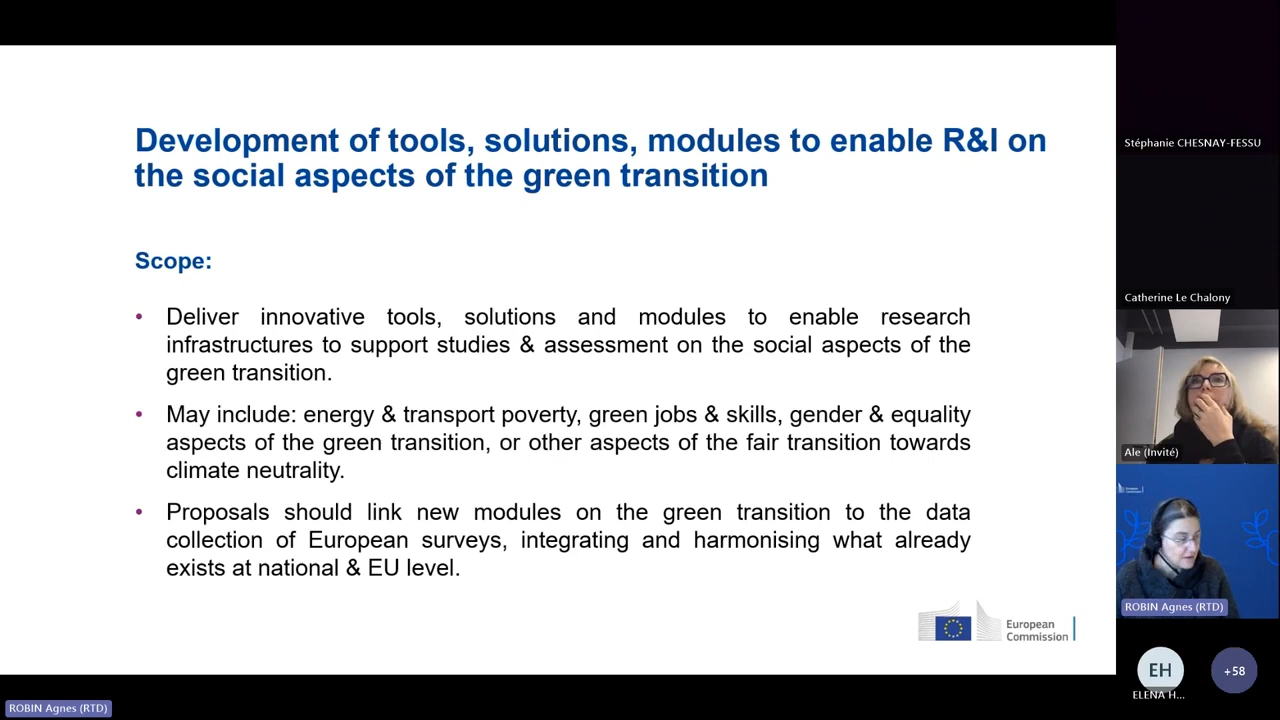 Development of tools, solutions, modules to enable R&I on
the social aspects of the green transition
Scope:
• Deliver innovative tools, solutions and modules to enable research
infrastructures to support studies & assessment on the social aspects of the
green transition.
• May include: energy & transport poverty, green jobs & skills, gender & equality
aspects of the green transition, or other aspects of the fair transition towards
climate neutrality.
• Proposals should link new modules on the green transition to the data
collection of European surveys, integrating and harmonising what already
exists at national & EU level.
European
Commission
Stéphanie CHESNAY-FESSU
Catherine Le Chalony
Ale (Invité)
European
Commission
ROBIN Agnes (RTD)
EH
ELENA H...
+58
ROBIN Agnes (RTD)